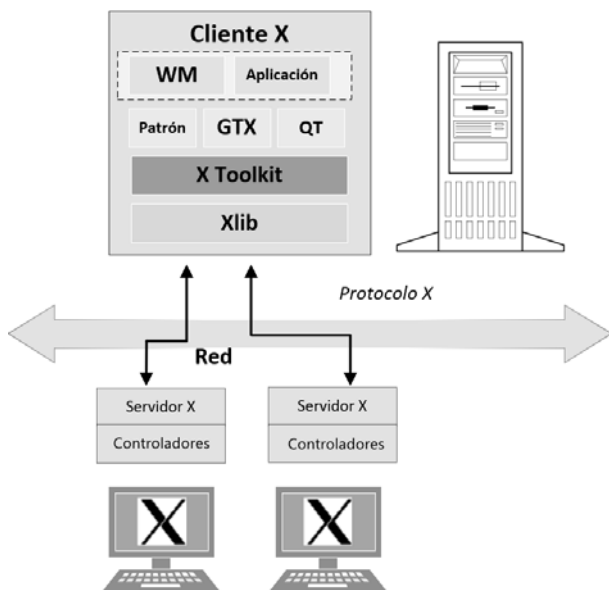 Cliente X
WM
Aplicación
Patrón
GTX
QT
X Toolkit
Xlib
Protocolo X
Red
Servidor X
Servidor X
Controladores
Controladores
X
X